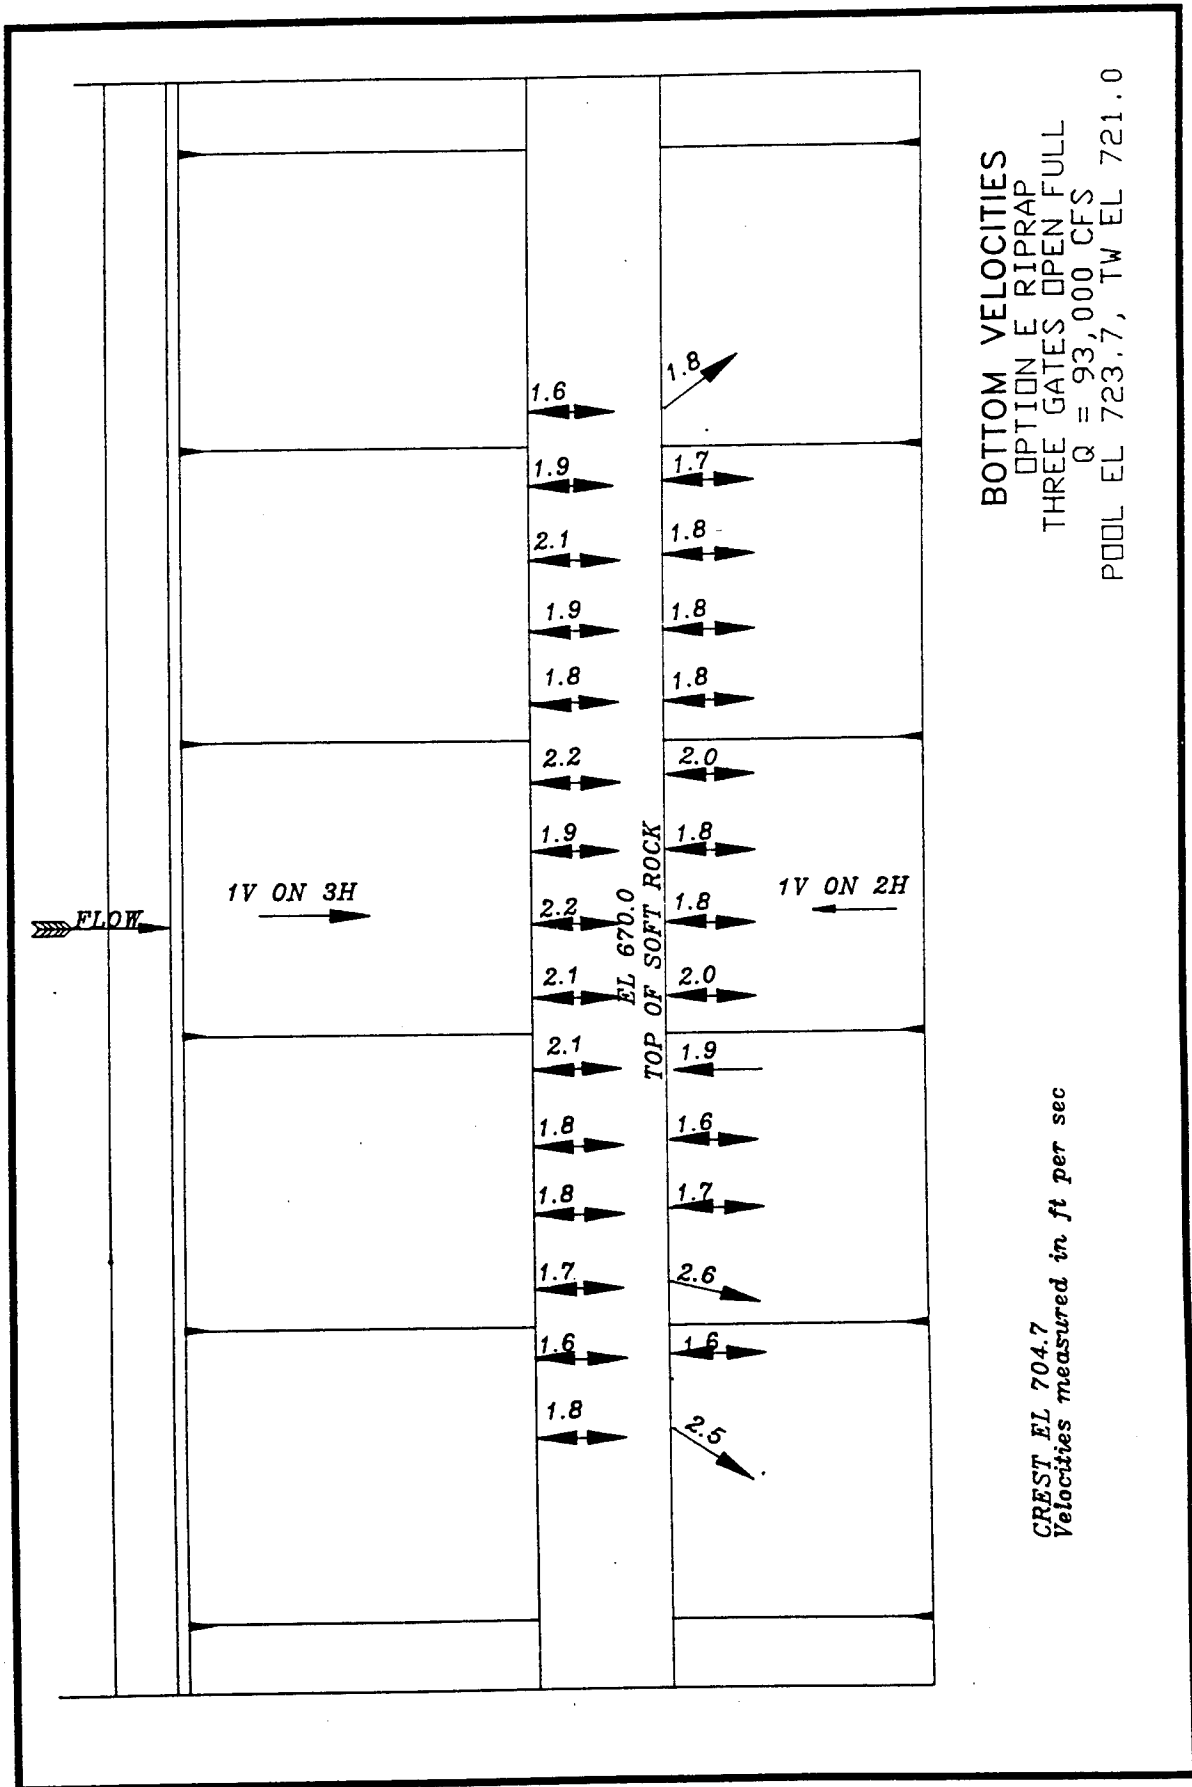 BOTTOM VELOCITIES
OPTION E RIPRAP
THREE GATES OPEN FULL
Q = 93,000 CFS
POOL EL 723.7, TW EL 721.0
1.6
1.8
1.9
1.7
2.1
1.8
1.9
1.8
1.8
1.8
2.2
2.0
1.9
1.8
FLOW
1V ON 3H
2.2
1.8
1V ON 2H
EL 670.0
TOP OF SOFT ROCK
2.1
2.0
2.1
1.9
1.8
1.6
1.8
1.7
1.7
2.6
1.6
1.6
1.8
2.5
CREST EL 704.7
Velocities measured in ft per sec